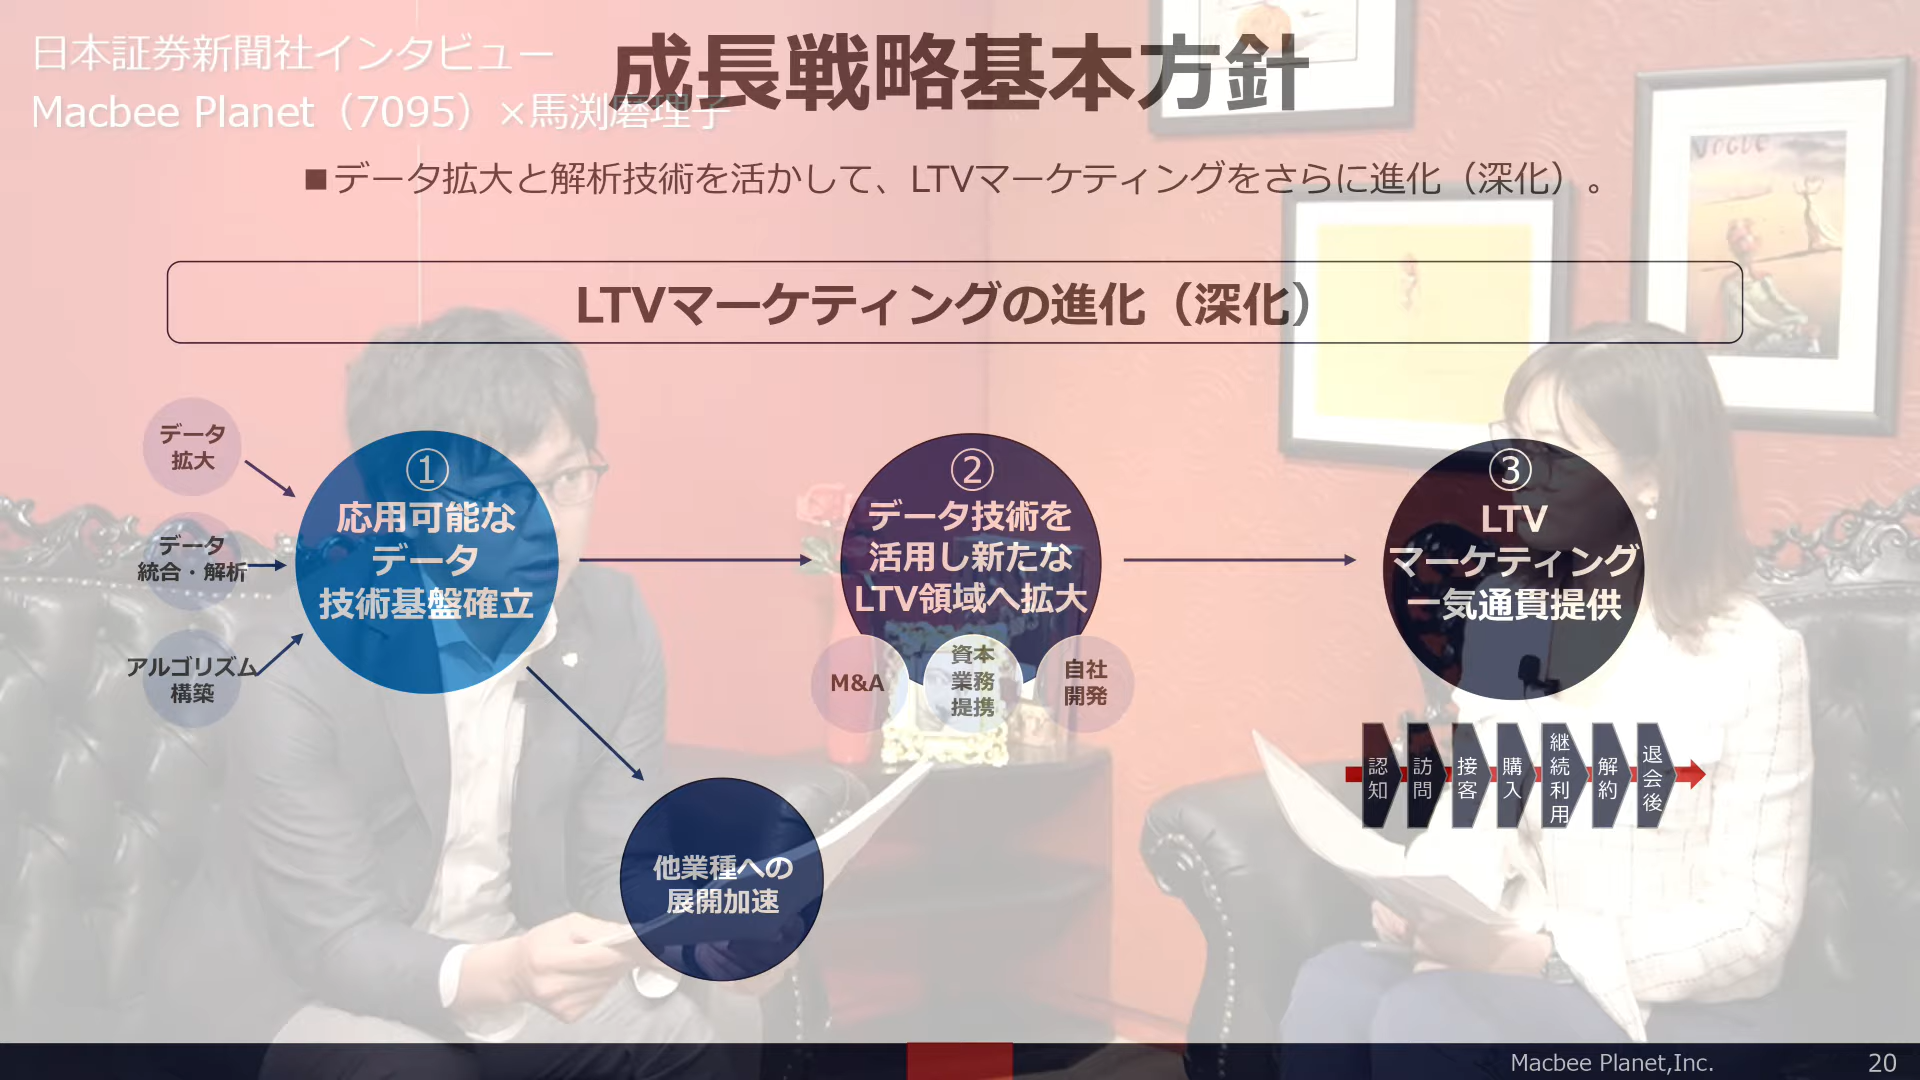 日本証券新聞社インタビュー
Macbee Planet（7095）×馬渕磨理子
成長戦略基本方針
■データ拡大と解析技術を活かして、LTVマーケティングをさらに進化（深化）。
LTVマーケティングの進化（深化）
データ
拡大
データ
統合・解析
アルゴリズム
構築
①
応用可能な
データ
技術基盤確立
②
データ技術を
活用し新たな
LTV領域へ拡大
M&A
資本
業務
提携
自社
開発
③
LTV
マーケティング
一気通貫提供
認知
訪問
接客
購入
継続利用
解約
退会後
他業種への
展開加速
VOGUE
Macbee Planet,Inc.
20